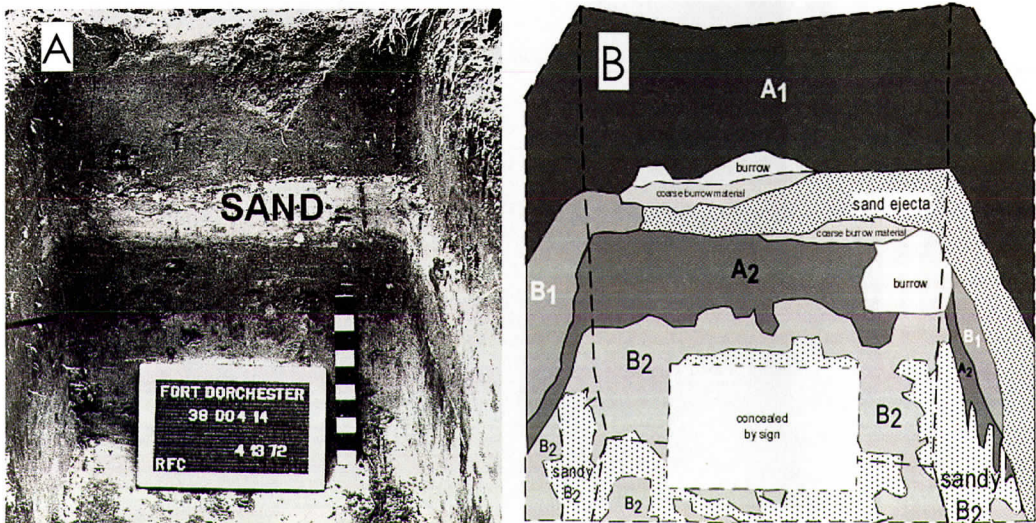 A
SAND
FORT DORCHESTER
38 DO04 14
4 13 72
RFC
B
A1
burrow
coarse burrow material
sand ejecta
coarse burrow material
A2
burrow
B1
B1
A2
B2
concealed
by sign
B2
B2
sandy
B2
B2
sandy
B2